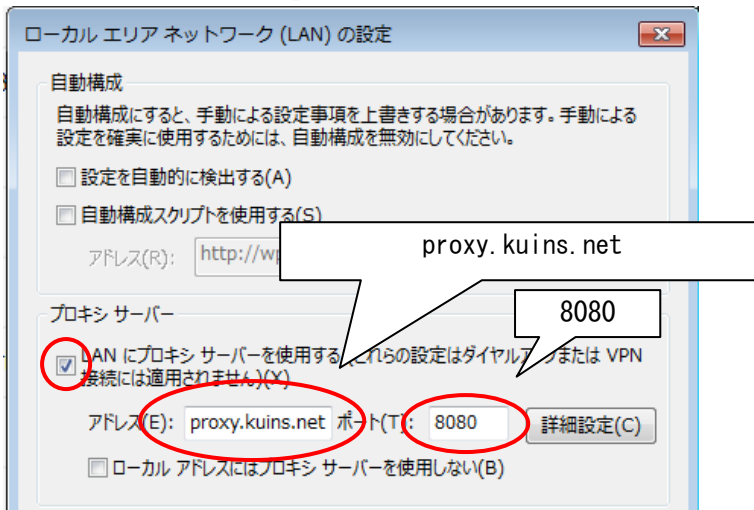 ローカル エリア ネットワーク (LAN) の設定
自動構成
自動構成にすると、手動による設定事項を上書きする場合があります。手動による
設定を確実に使用するためには、自動構成を無効にしてください。
設定を自動的に検出する(A)
自動構成スクリプトを使用する(S)
アドレス(R): http://wp
proxy.kuins.net
プロキシ サーバー
8080
LAN にプロキシ サーバーを使用する (これらの設定はダイヤルアップまたは VPN
接続には適用されません)(X)
アドレス(E): proxy.kuins.net ポート(T): 8080 詳細設定(C)
ローカル アドレスにはプロキシ サーバーを使用しない(B)